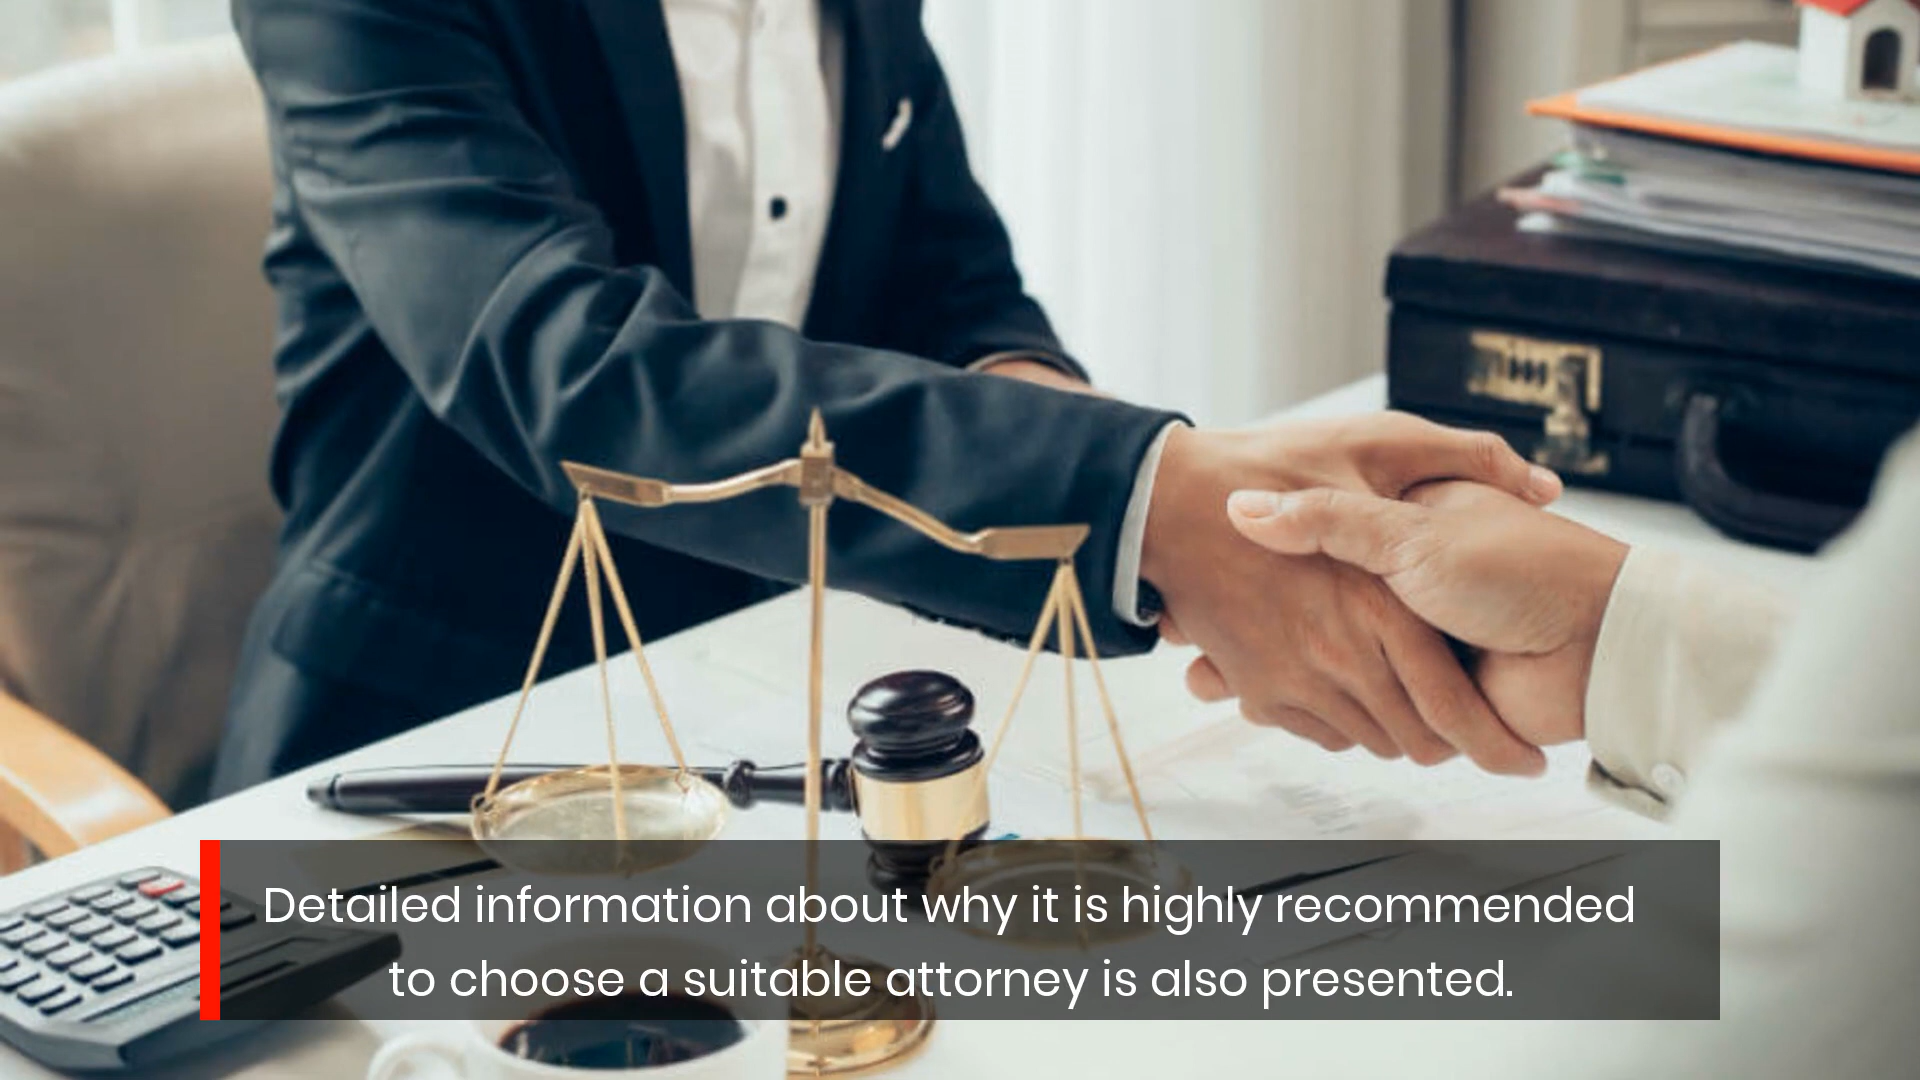 Detailed information about why it is highly recommended
to choose a suitable attorney is also presented.